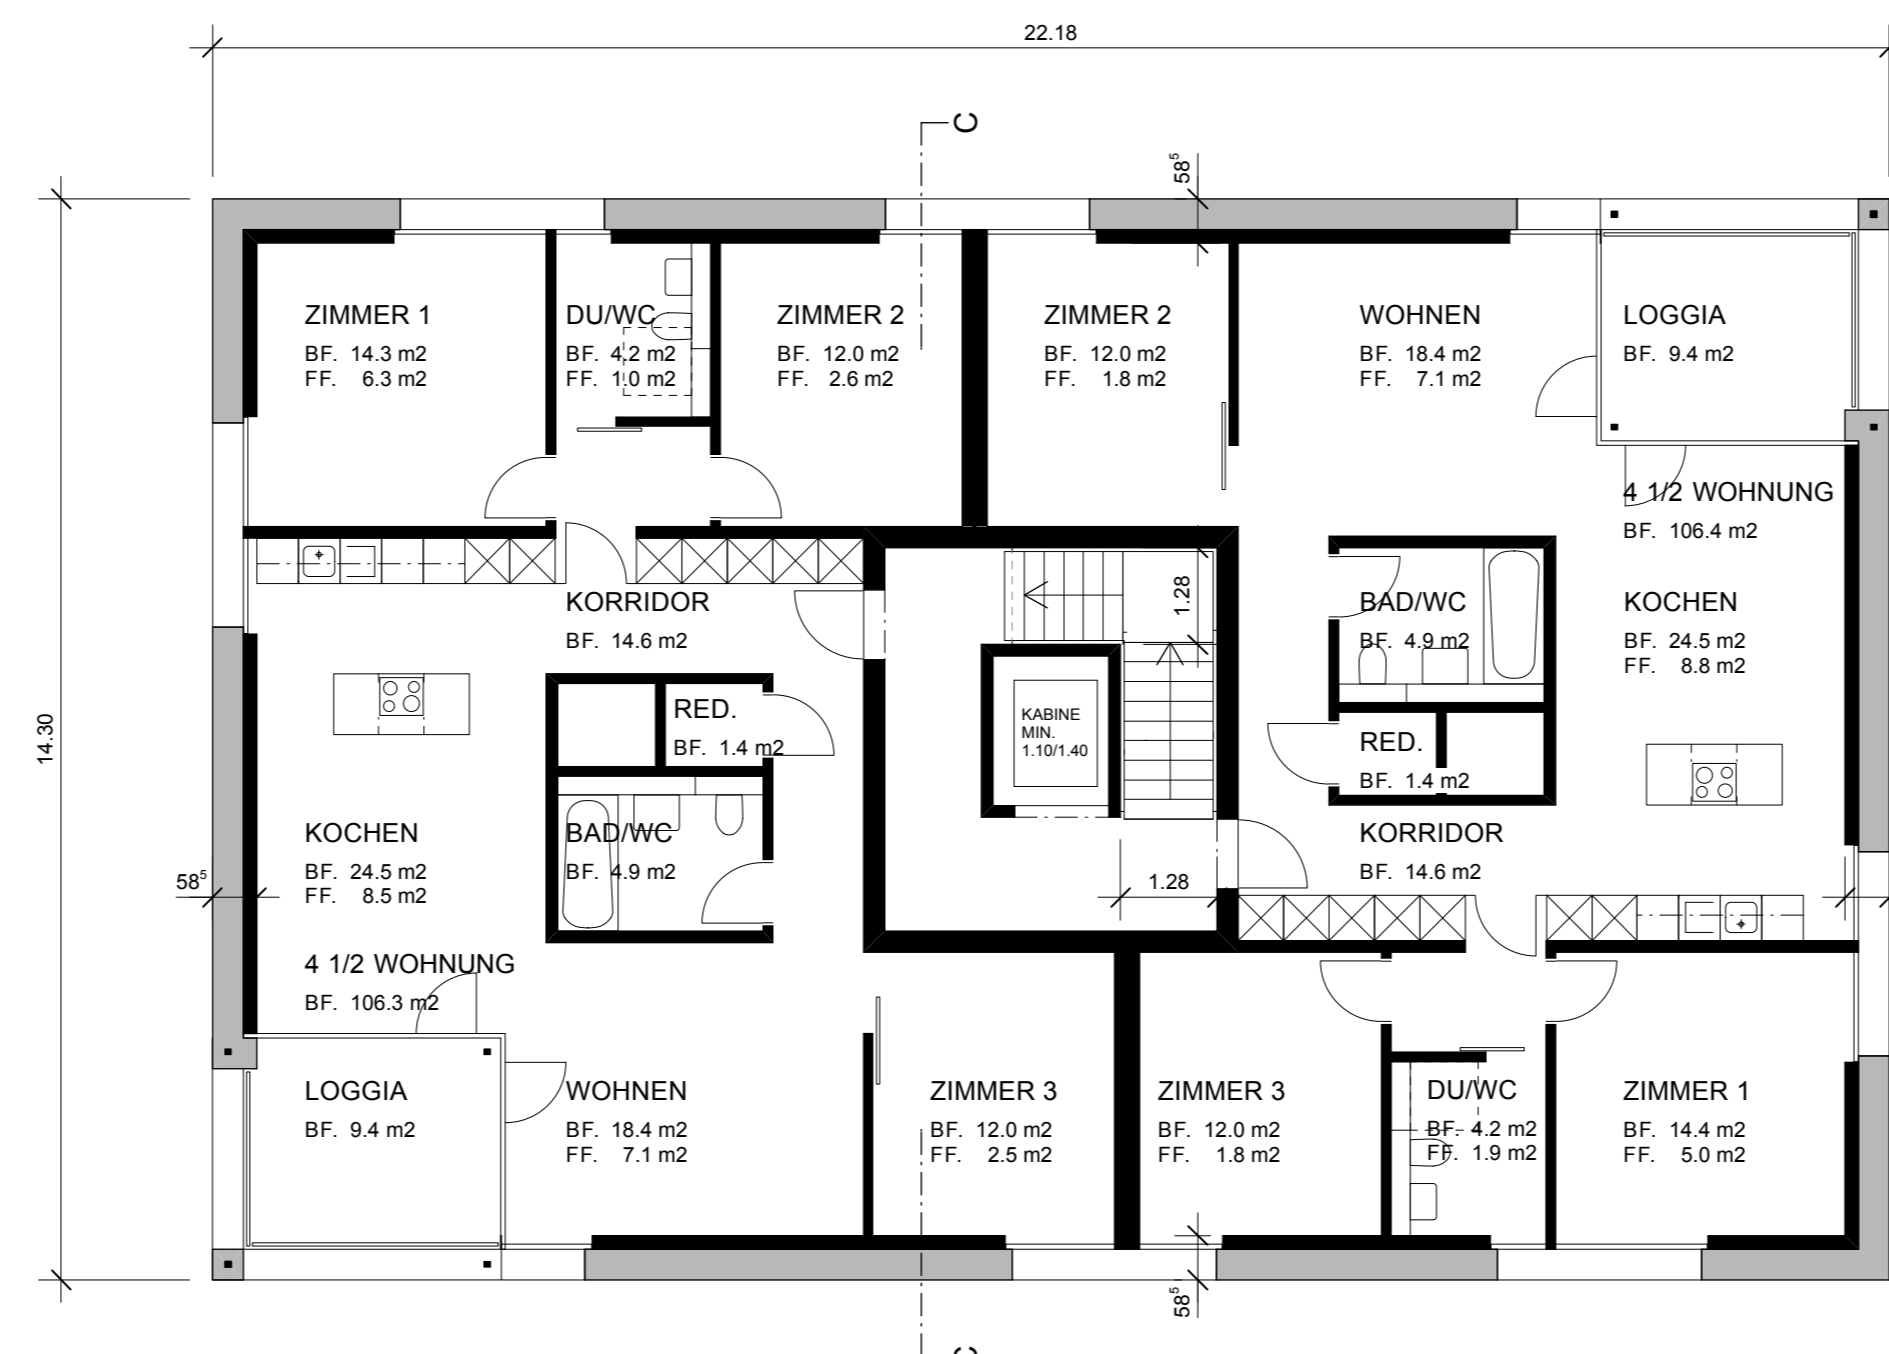 22.18
C
58⁵
14.30
ZIMMER 1
BF. 14.3 m2
FF. 6.3 m2
DU/WC
BF. 4.2 m2
FF. 1.0 m2
ZIMMER 2
BF. 12.0 m2
FF. 2.6 m2
ZIMMER 2
BF. 12.0 m2
FF. 1.8 m2
WOHNEN
BF. 18.4 m2
FF. 7.1 m2
LOGGIA
BF. 9.4 m2
4 1/2 WOHNUNG
BF. 106.4 m2
KORRIDOR
BF. 14.6 m2
1.28
BAD/WC
BF. 4.9 m2
KOCHEN
BF. 24.5 m2
FF. 8.8 m2
RED.
BF. 1.4 m2
KABINE
MIN.
1.10/1.40
RED.
BF. 1.4 m2
KOCHEN
BF. 24.5 m2
FF. 8.5 m2
BAD/WC
BF. 4.9 m2
KORRIDOR
BF. 14.6 m2
58⁵
1.28
4 1/2 WOHNUNG
BF. 106.3 m2
LOGGIA
BF. 9.4 m2
WOHNEN
BF. 18.4 m2
FF. 7.1 m2
ZIMMER 3
BF. 12.0 m2
FF. 2.5 m2
ZIMMER 3
BF. 12.0 m2
FF. 1.8 m2
DU/WC
BF. 4.2 m2
FF. 1.9 m2
ZIMMER 1
BF. 14.4 m2
FF. 5.0 m2
58⁵